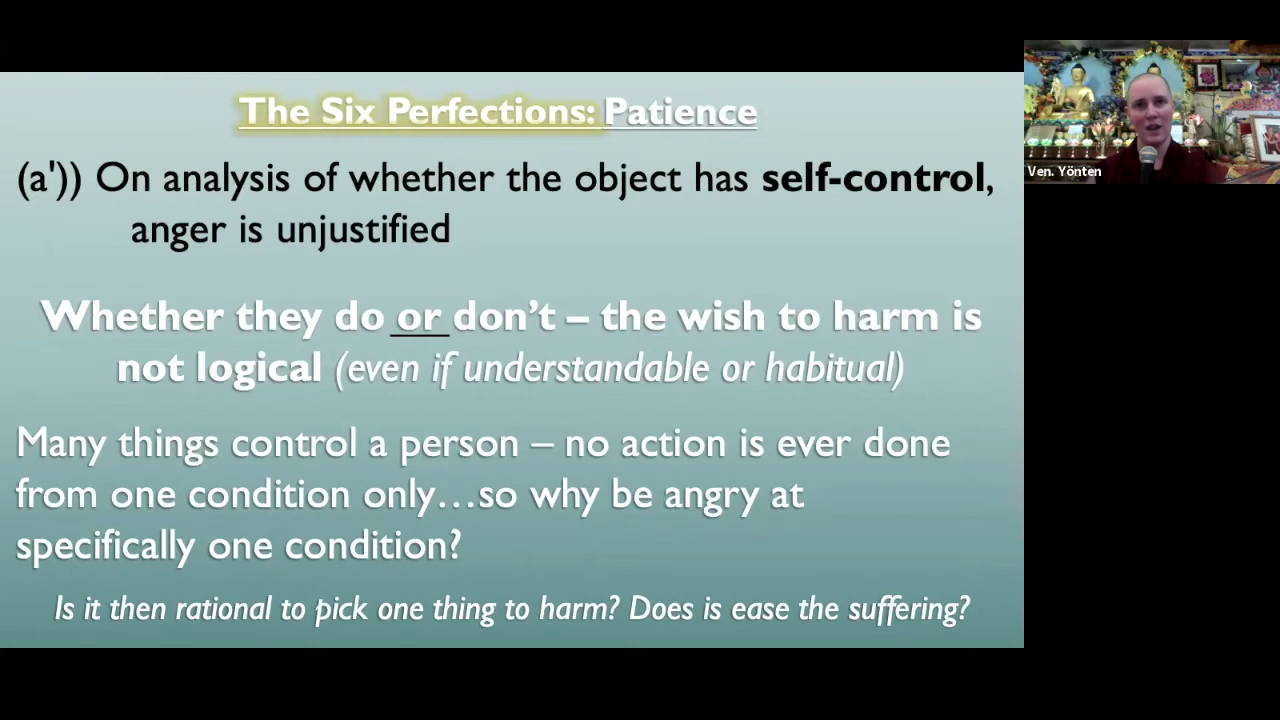 The Six Perfections: Patience
(a')) On analysis of whether the object has self-control,
anger is unjustified
Whether they do or don’t – the wish to harm is
not logical (even if understandable or habitual)
Many things control a person – no action is ever done
from one condition only…so why be angry at
specifically one condition?
Is it then rational to pick one thing to harm? Does is ease the suffering?
Ven. Yönten